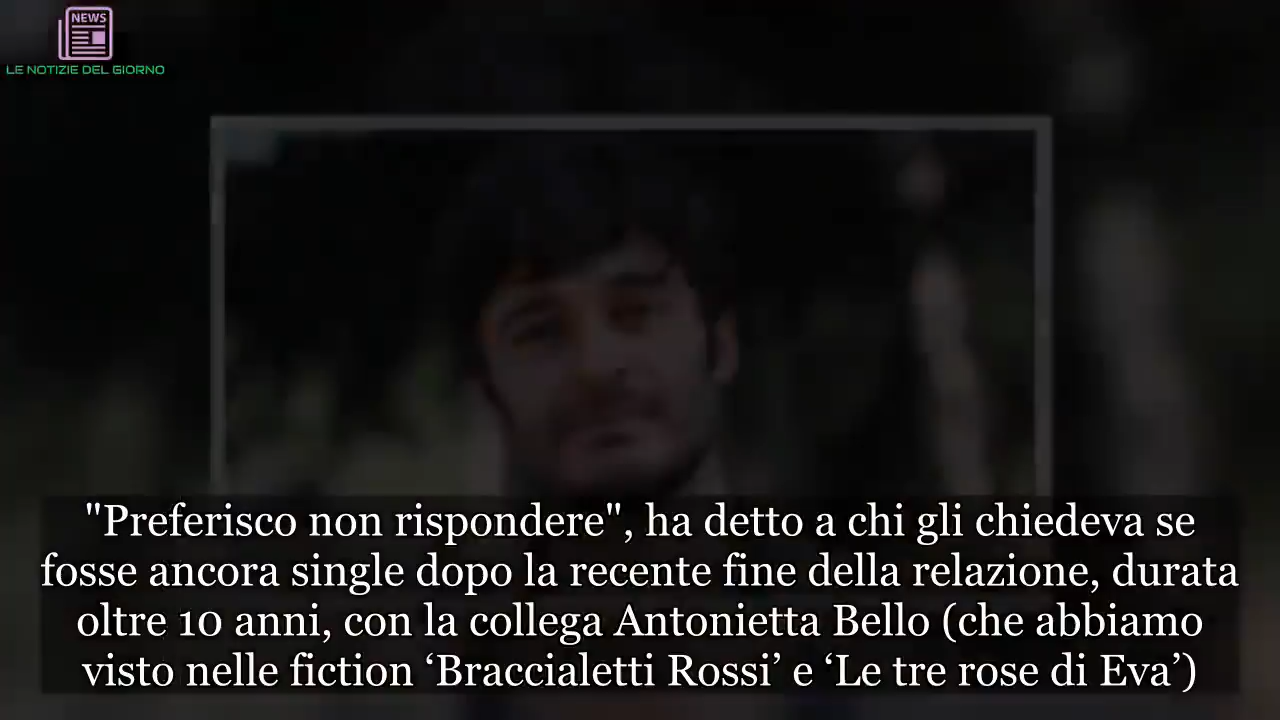 NEWS
LE NOTIZIE DEL GIORNO
"Preferisco non rispondere", ha detto a chi gli chiedeva se
fosse ancora single dopo la recente fine della relazione, durata
oltre 10 anni, con la collega Antonietta Bello (che abbiamo
visto nelle fiction ‘Braccialetti Rossi’ e ‘Le tre rose di Eva’)